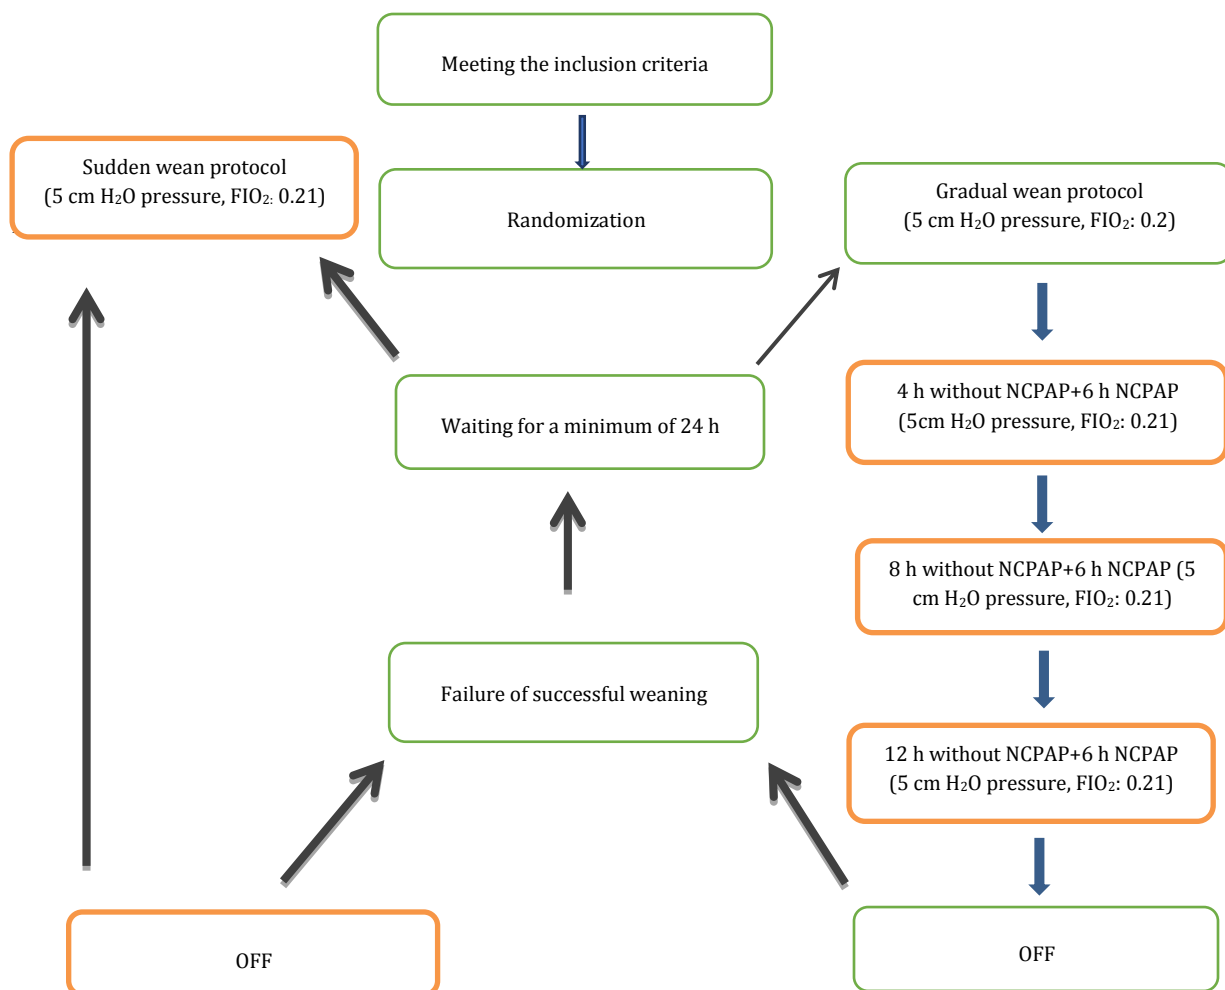 Meeting the inclusion criteria
Sudden wean protocol
(5 cm H₂O pressure, FIO₂: 0.21)
Randomization
Gradual wean protocol
(5 cm H₂O pressure, FIO₂: 0.2)
4 h without NCPAP+6 h NCPAP
(5cm H₂O pressure, FIO₂: 0.21)
Waiting for a minimum of 24 h
8 h without NCPAP+6 h NCPAP (5
cm H₂O pressure, FIO₂: 0.21)
Failure of successful weaning
12 h without NCPAP+6 h NCPAP
(5 cm H₂O pressure, FIO₂: 0.21)
OFF
OFF